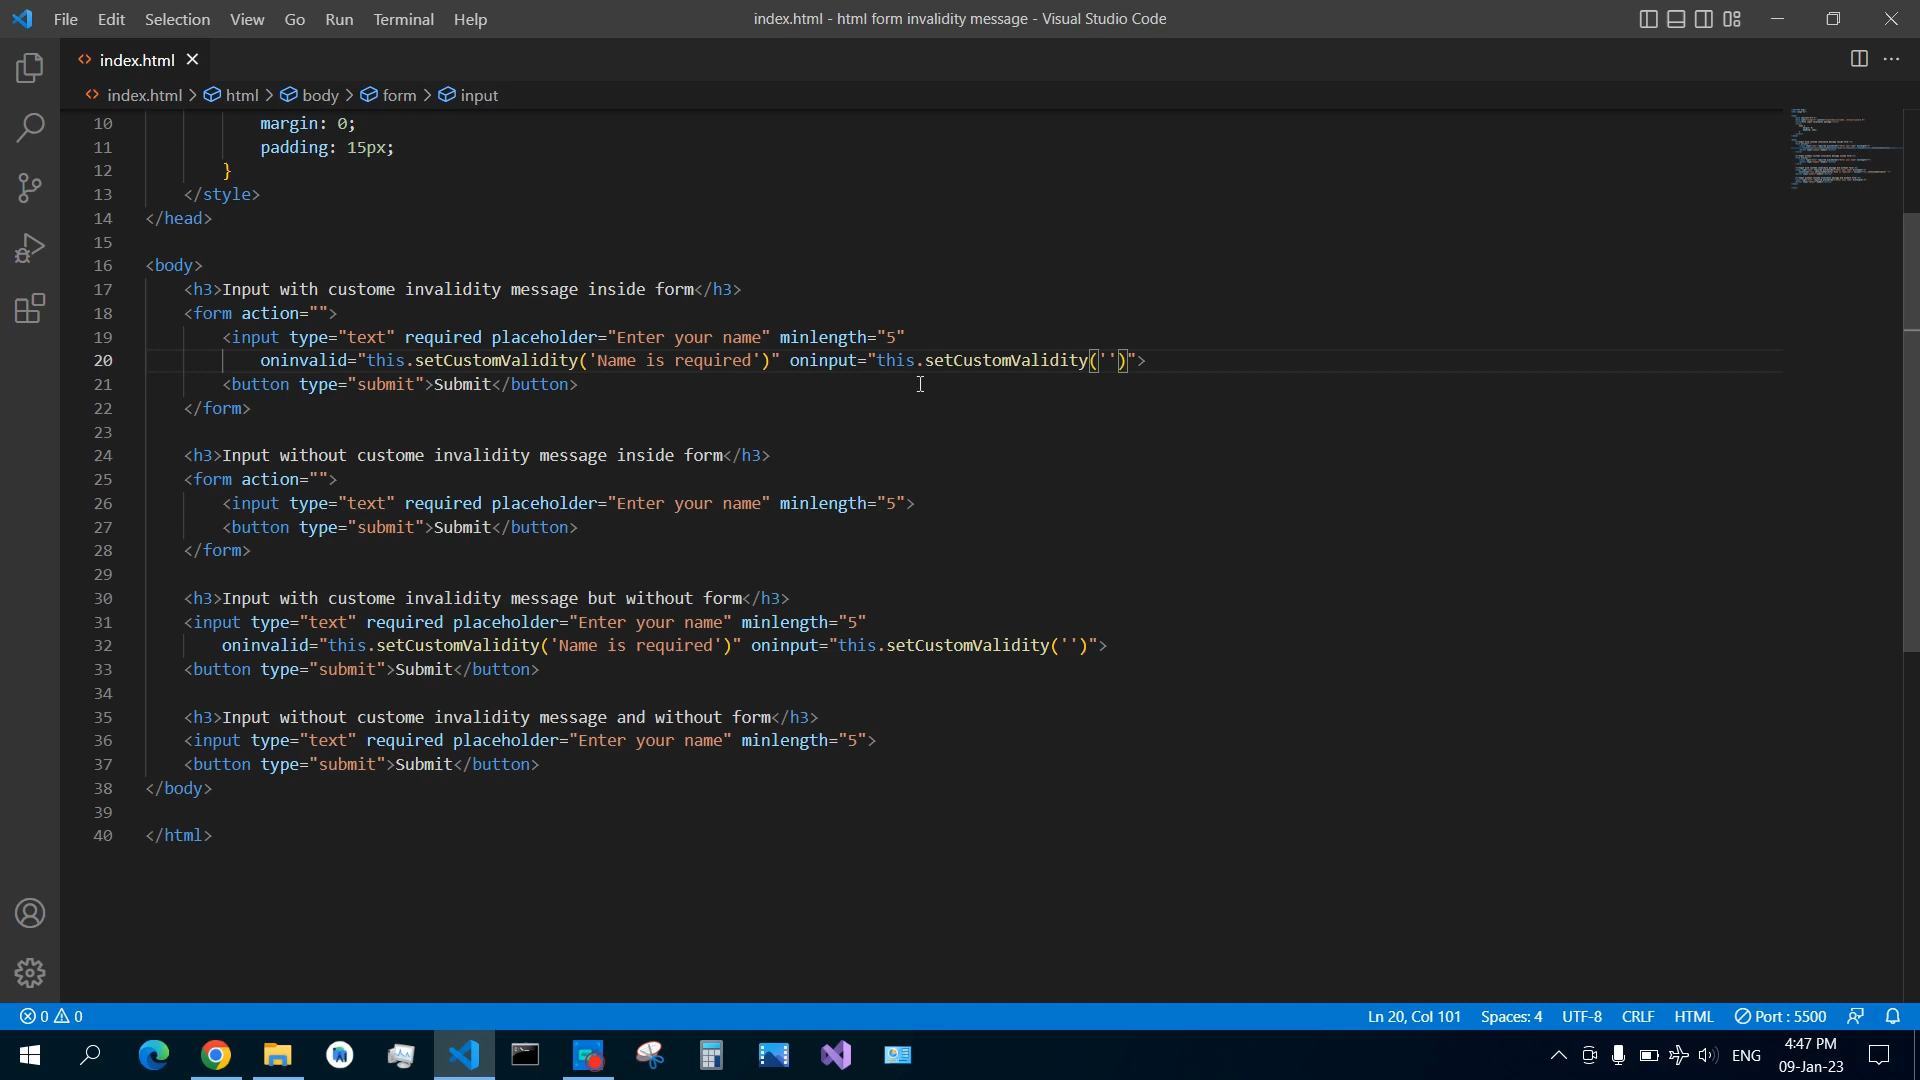 File Edit Selection View Go Run Terminal Help
index.html - html form invalidity message - Visual Studio Code
index.html
index.html > html > body > form > input
10 margin: 0;
11 padding: 15px;
12 }
13 </style>
14 </head>
15
16 <body>
17 <h3>Input with custome invalidity message inside form</h3>
18 <form action="">
19 <input type="text" required placeholder="Enter your name" minlength="5"
20 oninvalid="this.setCustomValidity('Name is required')" oninput="this.setCustomValidity('')">
21 <button type="submit">Submit</button>
22 </form>
23
24 <h3>Input without custome invalidity message inside form</h3>
25 <form action="">
26 <input type="text" required placeholder="Enter your name" minlength="5">
27 <button type="submit">Submit</button>
28 </form>
29
30 <h3>Input with custome invalidity message but without form</h3>
31 <input type="text" required placeholder="Enter your name" minlength="5"
32 oninvalid="this.setCustomValidity('Name is required')" oninput="this.setCustomValidity('')">
33 <button type="submit">Submit</button>
34
35 <h3>Input without custome invalidity message and without form</h3>
36 <input type="text" required placeholder="Enter your name" minlength="5">
37 <button type="submit">Submit</button>
38 </body>
39
40 </html>
0 0
Ln 20, Col 101 Spaces: 4 UTF-8 CRLF HTML Port : 5500
ENG
4:47 PM
09-Jan-23